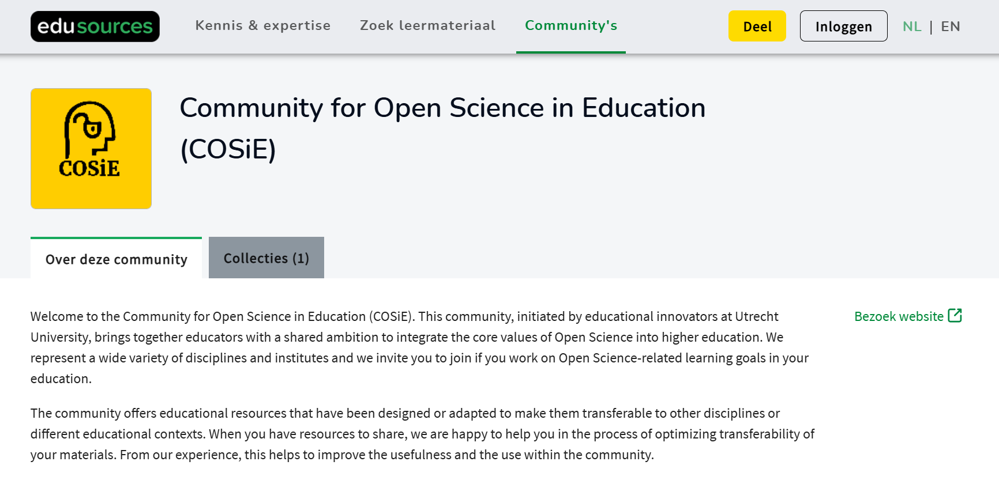 edusources
Kennis & expertise
Zoek leermateriaal
Community's
Deel
Inloggen
NL | EN
COSiE
Community for Open Science in Education
(COSiE)
Over deze community
Collecties (1)
Welcome to the Community for Open Science in Education (COSiE). This community, initiated by educational innovators at Utrecht
University, brings together educators with a shared ambition to integrate the core values of Open Science into higher education. We
represent a wide variety of disciplines and institutes and we invite you to join if you work on Open Science-related learning goals in your
education.
Bezoek website
The community offers educational resources that have been designed or adapted to make them transferable to other disciplines or
different educational contexts. When you have resources to share, we are happy to help you in the process of optimizing transferability of
your materials. From our experience, this helps to improve the usefulness and the use within the community.